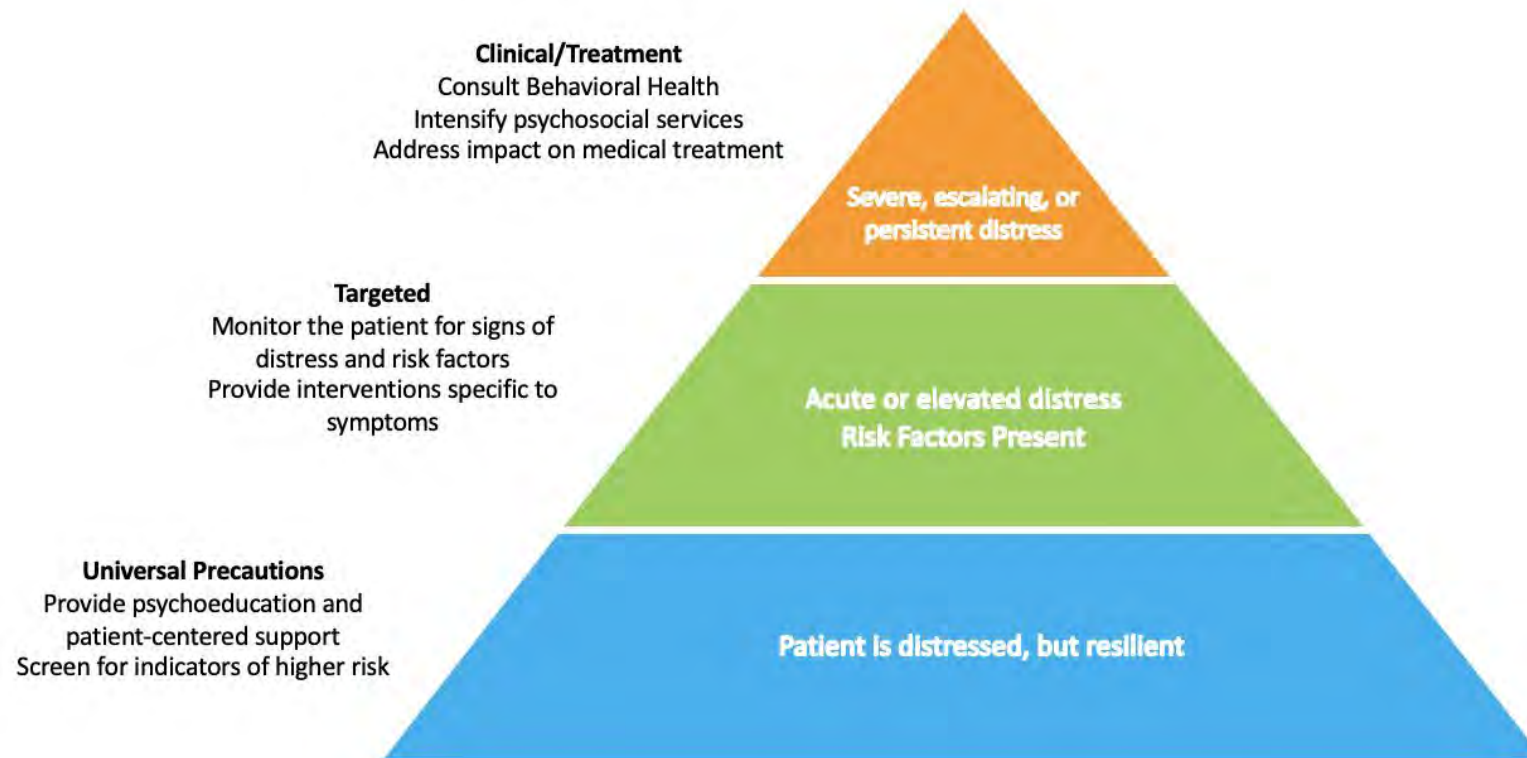 Clinical/Treatment
Consult Behavioral Health
Intensify psychosocial services
Address impact on medical treatment
Severe, escalating, or
persistent distress
Targeted
Monitor the patient for signs of
distress and risk factors
Provide interventions specific to
symptoms
Acute or elevated distress
Risk Factors Present
Universal Precautions
Provide psychoeducation and
patient-centered support
Screen for indicators of higher risk
Patient is distressed, but resilient